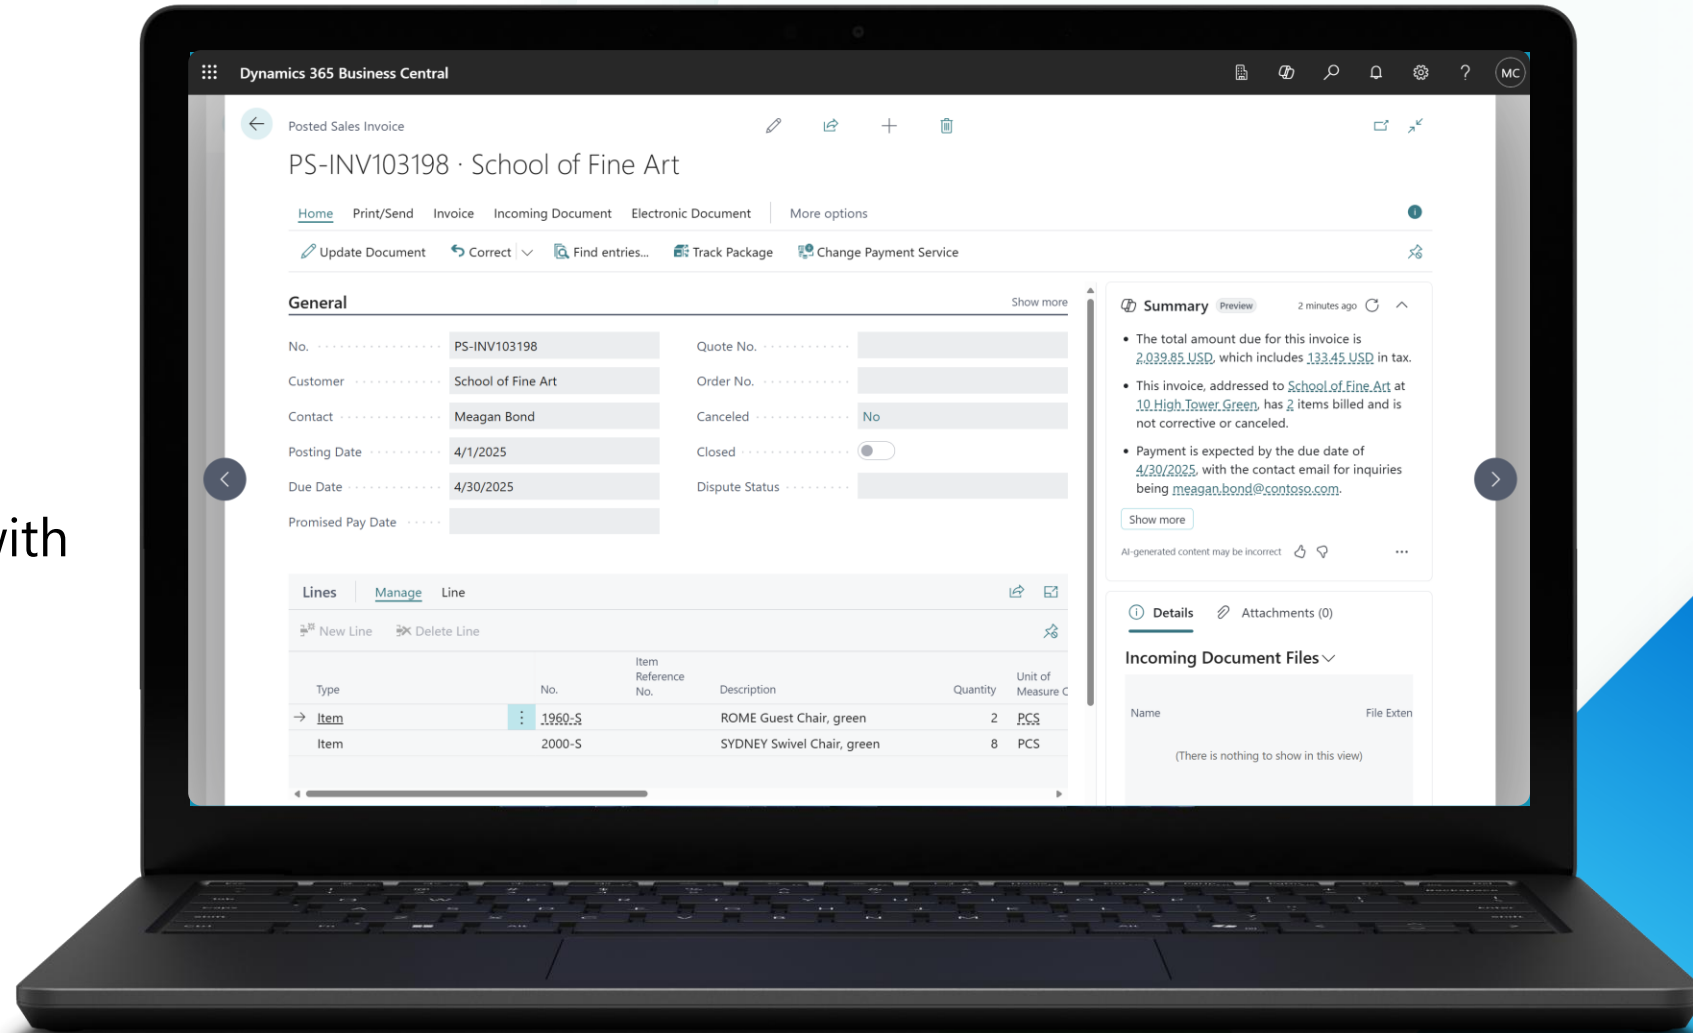 with
Dynamics 365 Business Central
MC
Posted Sales Invoice
PS-INV103198 · School of Fine Art
Home Print/Send Invoice Incoming Document Electronic Document More options
Update Document Correct Find entries... Track Package Change Payment Service
General Show more
No. PS-INV103198 Quote No.
Customer School of Fine Art Order No.
Contact Meagan Bond Canceled No
Posting Date 4/1/2025 Closed
Due Date 4/30/2025 Dispute Status
Promised Pay Date
Lines Manage Line
New Line Delete Line
Type No. Item Reference No. Description Quantity Unit of Measure C
Item 1960-S ROME Guest Chair, green 2 PCS
Item 2000-S SYDNEY Swivel Chair, green 8 PCS
Summary Preview 2 minutes ago
• The total amount due for this invoice is
2,039.85 USD, which includes 133.45 USD in tax.
• This invoice, addressed to School of Fine Art at
10 High Tower Green, has 2 items billed and is
not corrective or canceled.
• Payment is expected by the due date of
4/30/2025, with the contact email for inquiries
being meagan.bond@contoso.com.
Show more
AI-generated content may be incorrect
Details Attachments (0)
Incoming Document Files
Name File Exten
(There is nothing to show in this view)